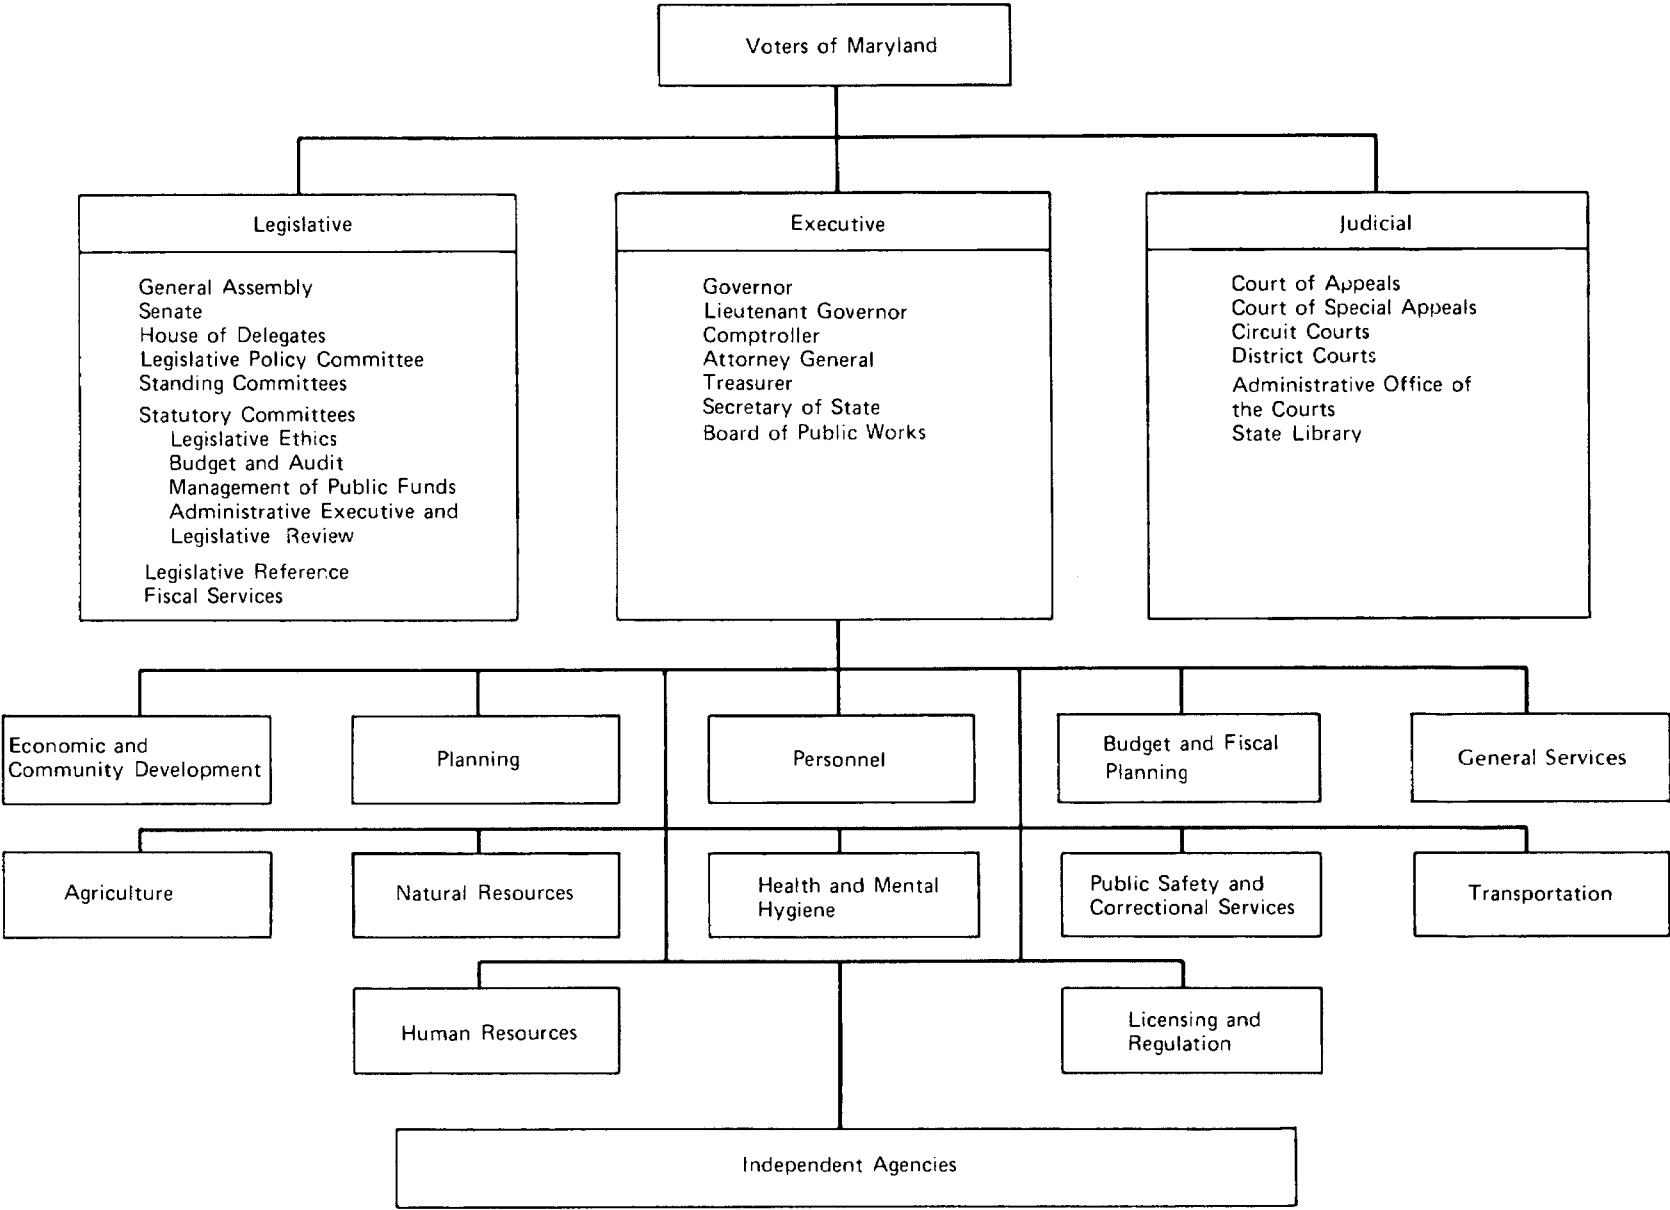 Voters of Maryland
Legislative
General Assembly
Senate
House of Delegates
Legislative Policy Committee
Standing Committees
Statutory Committees
Legislative Ethics
Budget and Audit
Management of Public Funds
Administrative Executive and
Legislative Review
Legislative Reference
Fiscal Services
Executive
Governor
Lieutenant Governor
Comptroller
Attorney General
Treasurer
Secretary of State
Board of Public Works
Judicial
Court of Appeals
Court of Special Appeals
Circuit Courts
District Courts
Administrative Office of
the Courts
State Library
Economic and
Community Development
Planning
Personnel
Budget and Fiscal
Planning
General Services
Agriculture
Natural Resources
Health and Mental
Hygiene
Public Safety and
Correctional Services
Transportation
Human Resources
Licensing and
Regulation
Independent Agencies